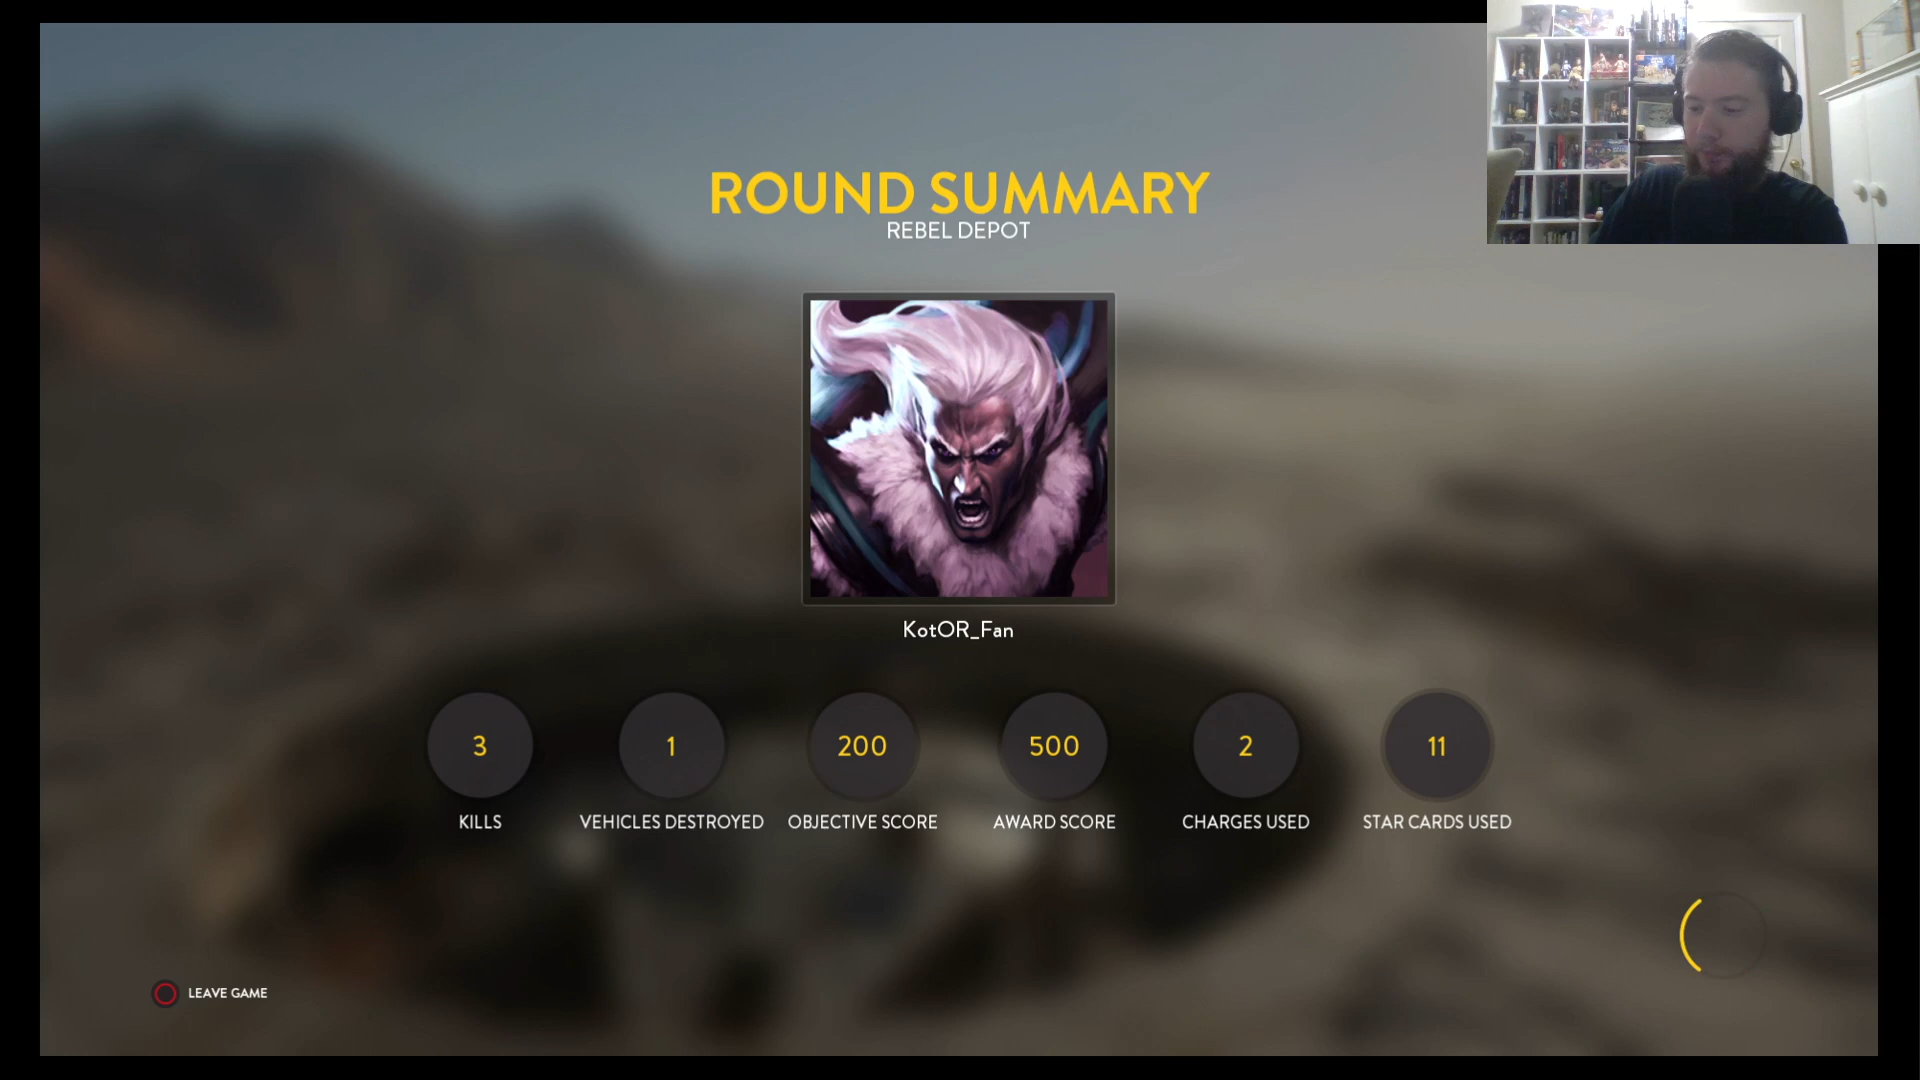 ROUND SUMMARY
REBEL DEPOT
KotOR_Fan
3
1
200
500
2
11
KILLS
VEHICLES DESTROYED
OBJECTIVE SCORE
AWARD SCORE
CHARGES USED
STAR CARDS USED
LEAVE GAME